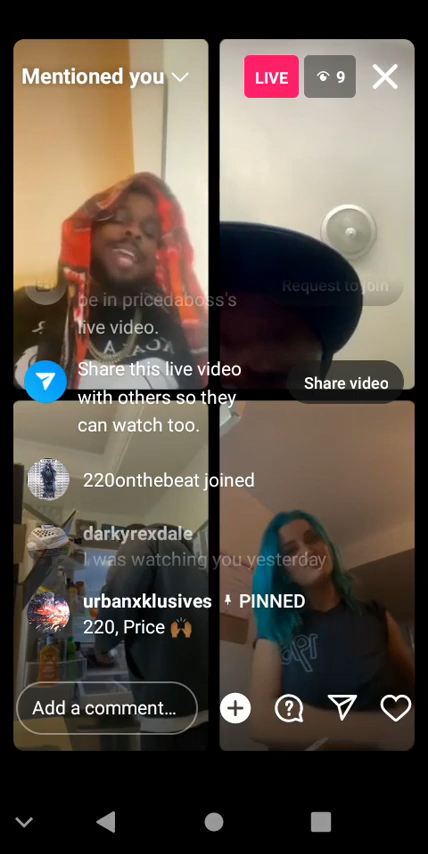 Mentioned you
LIVE
9
Request to join
be in pricedaboss's
live video.
Share this live video
with others so they
can watch too.
Share video
220onthebeat joined
darkyrexdale
I was watching you yesterday
urbanxklusives PINNED
220, Price 🙌🏾
Add a comment...